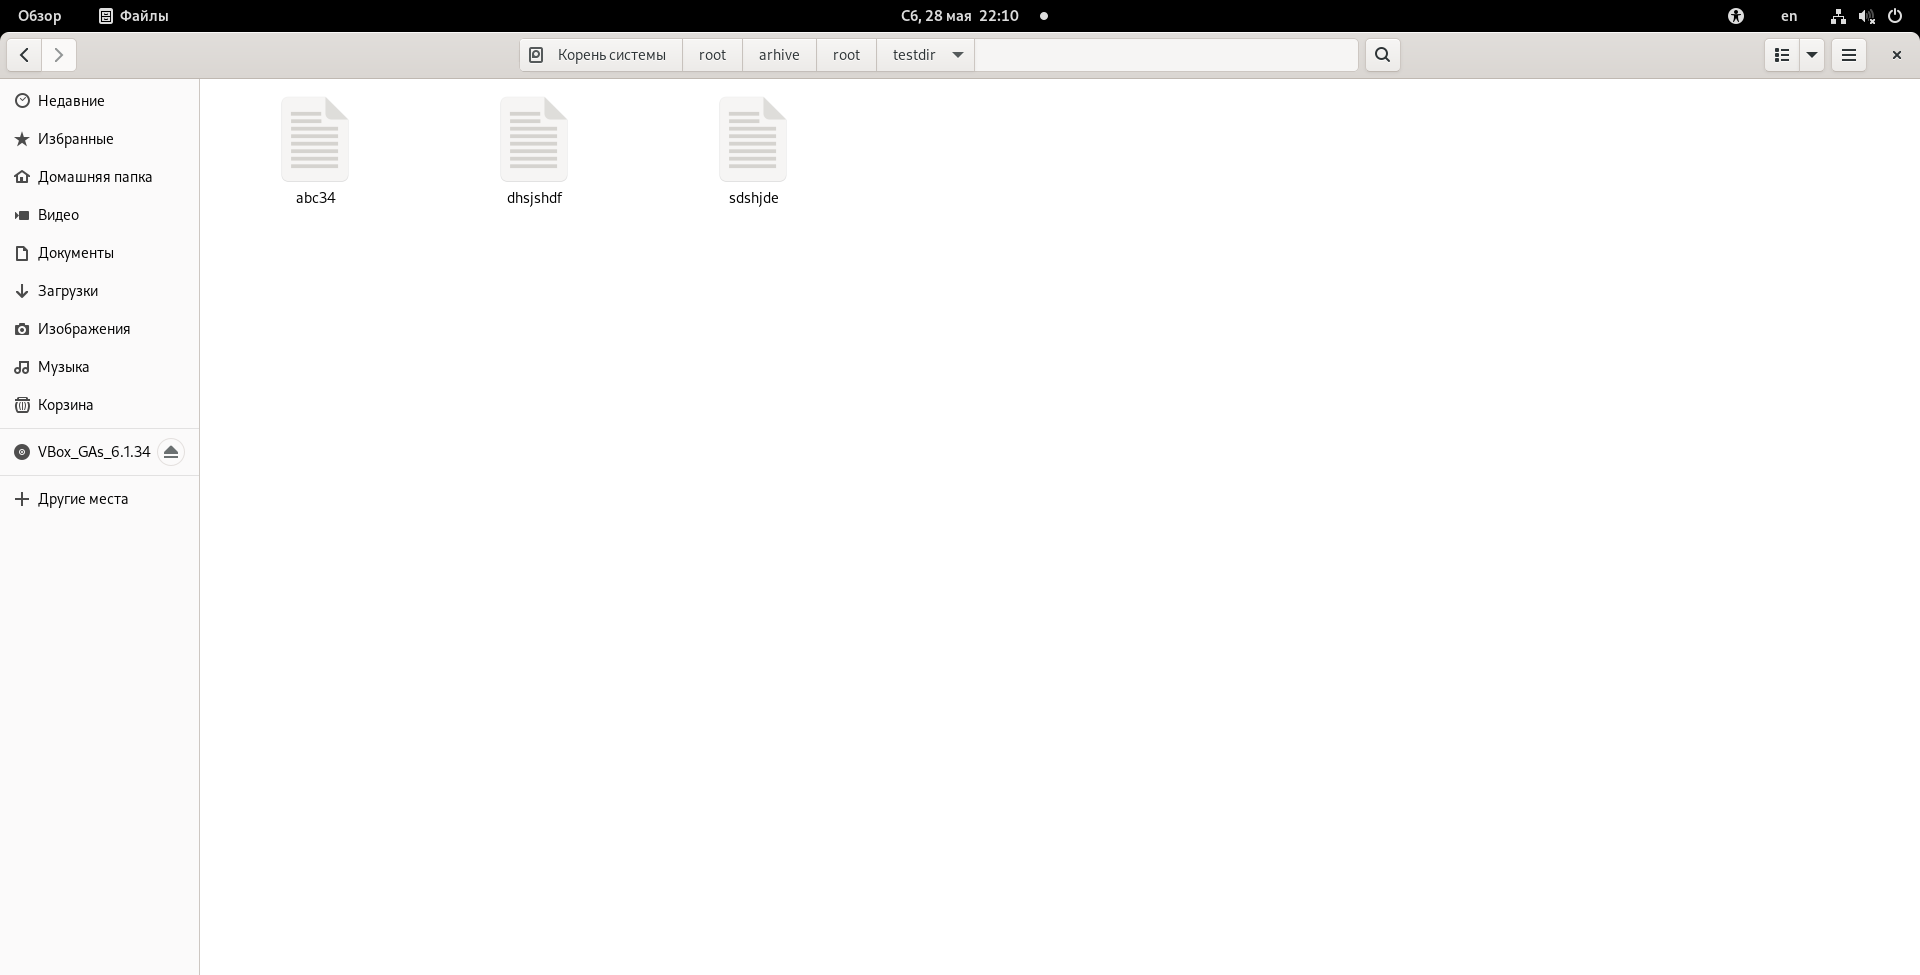 Обзор Файлы Сб, 28 мая 22:10 en
Корень системы root arhive root testdir
Недавние
Избранные
Домашняя папка
Видео
Документы
Загрузки
Изображения
Музыка
Корзина
VBox_GAs_6.1.34
Другие места
abc34 dhsjshdf sdshjde